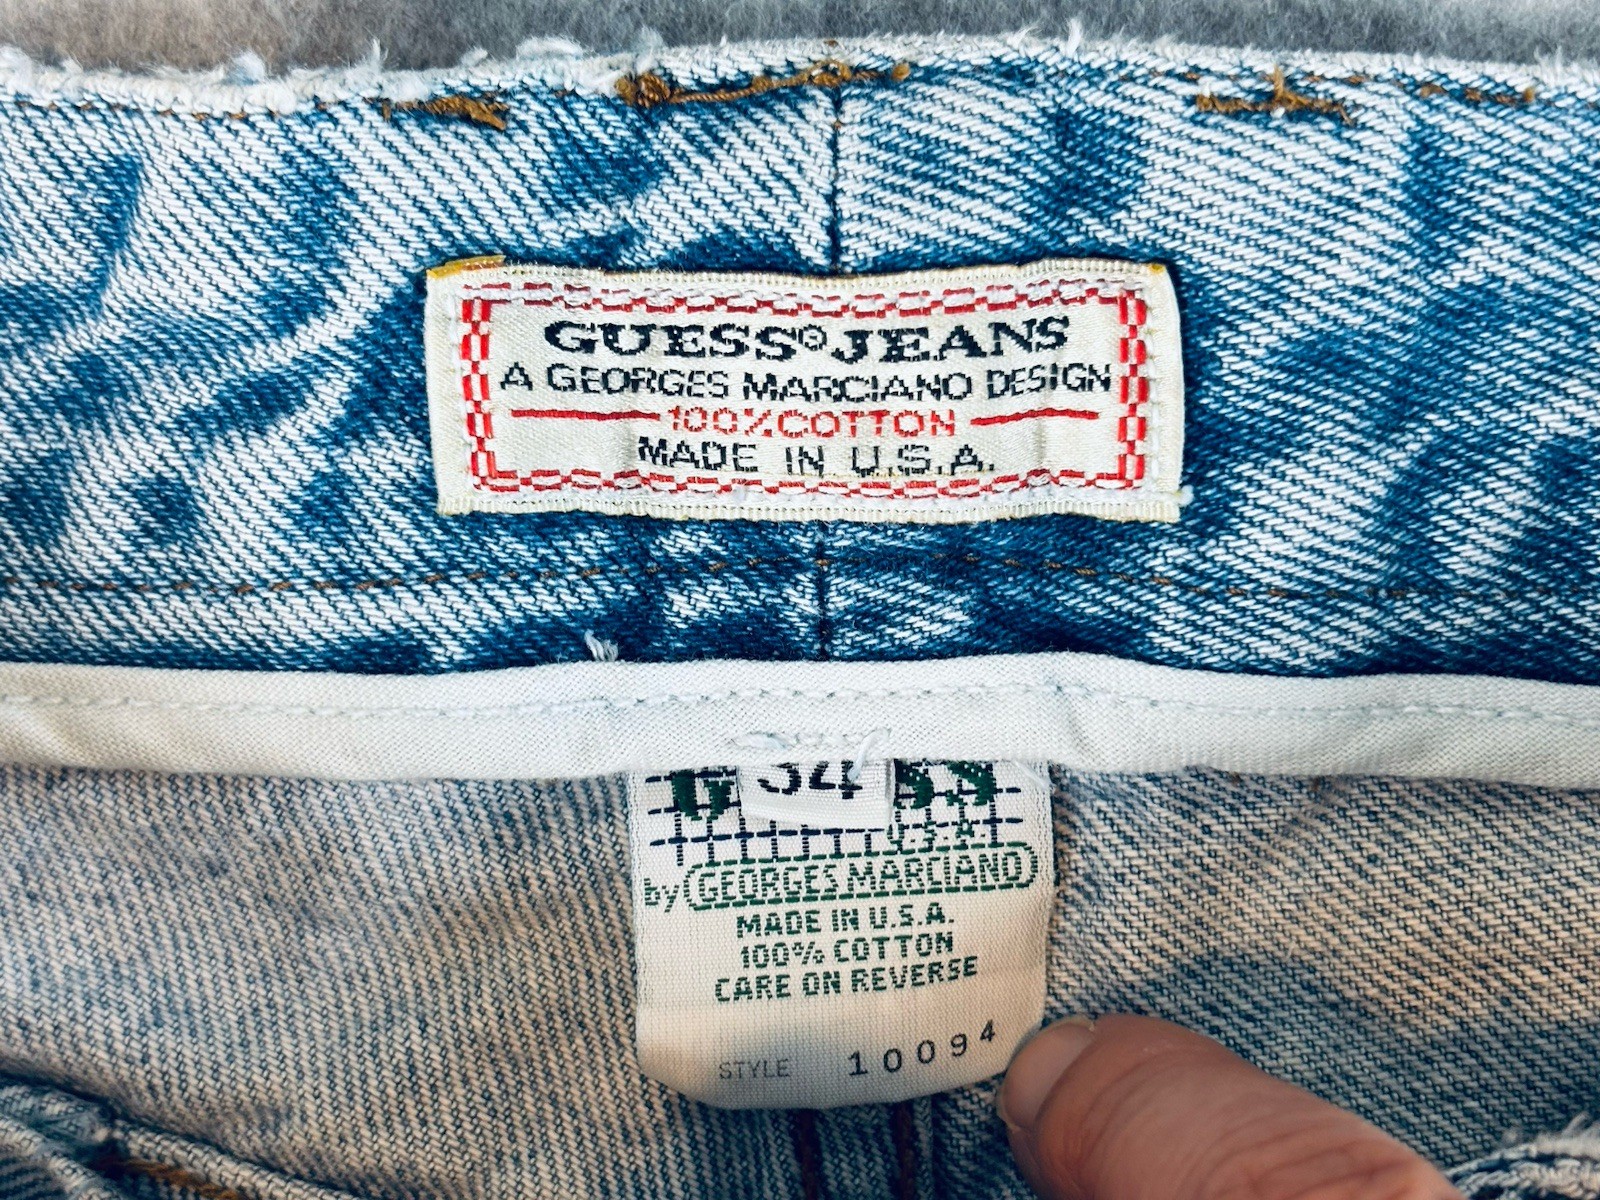 GUESS® JEANS
A GEORGES MARCIANO DESIGN
100% COTTON
MADE IN U.S.A.
34
U.S.A.
by GEORGES MARCIANO
MADE IN U.S.A.
100% COTTON
CARE ON REVERSE
STYLE 10094